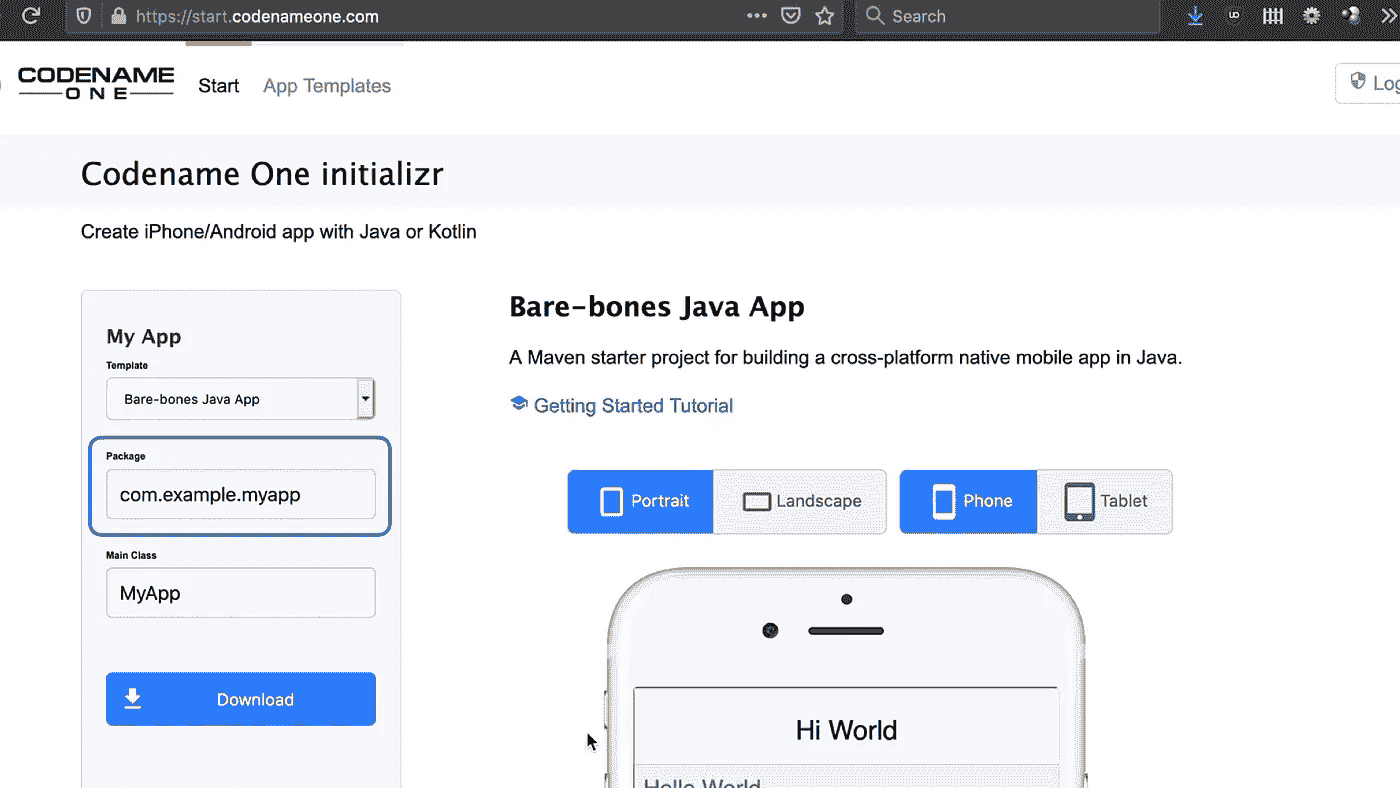 https://start.codenameone.com
Search
CODENAME
ONE
Start
App Templates
Codename One initializr
Create iPhone/Android app with Java or Kotlin
My App
Template
Bare-bones Java App
Package
com.example.myapp
Main Class
MyApp
Download
Bare-bones Java App
A Maven starter project for building a cross-platform native mobile app in Java.
Getting Started Tutorial
Portrait
Landscape
Phone
Tablet
Hi World
Hello World